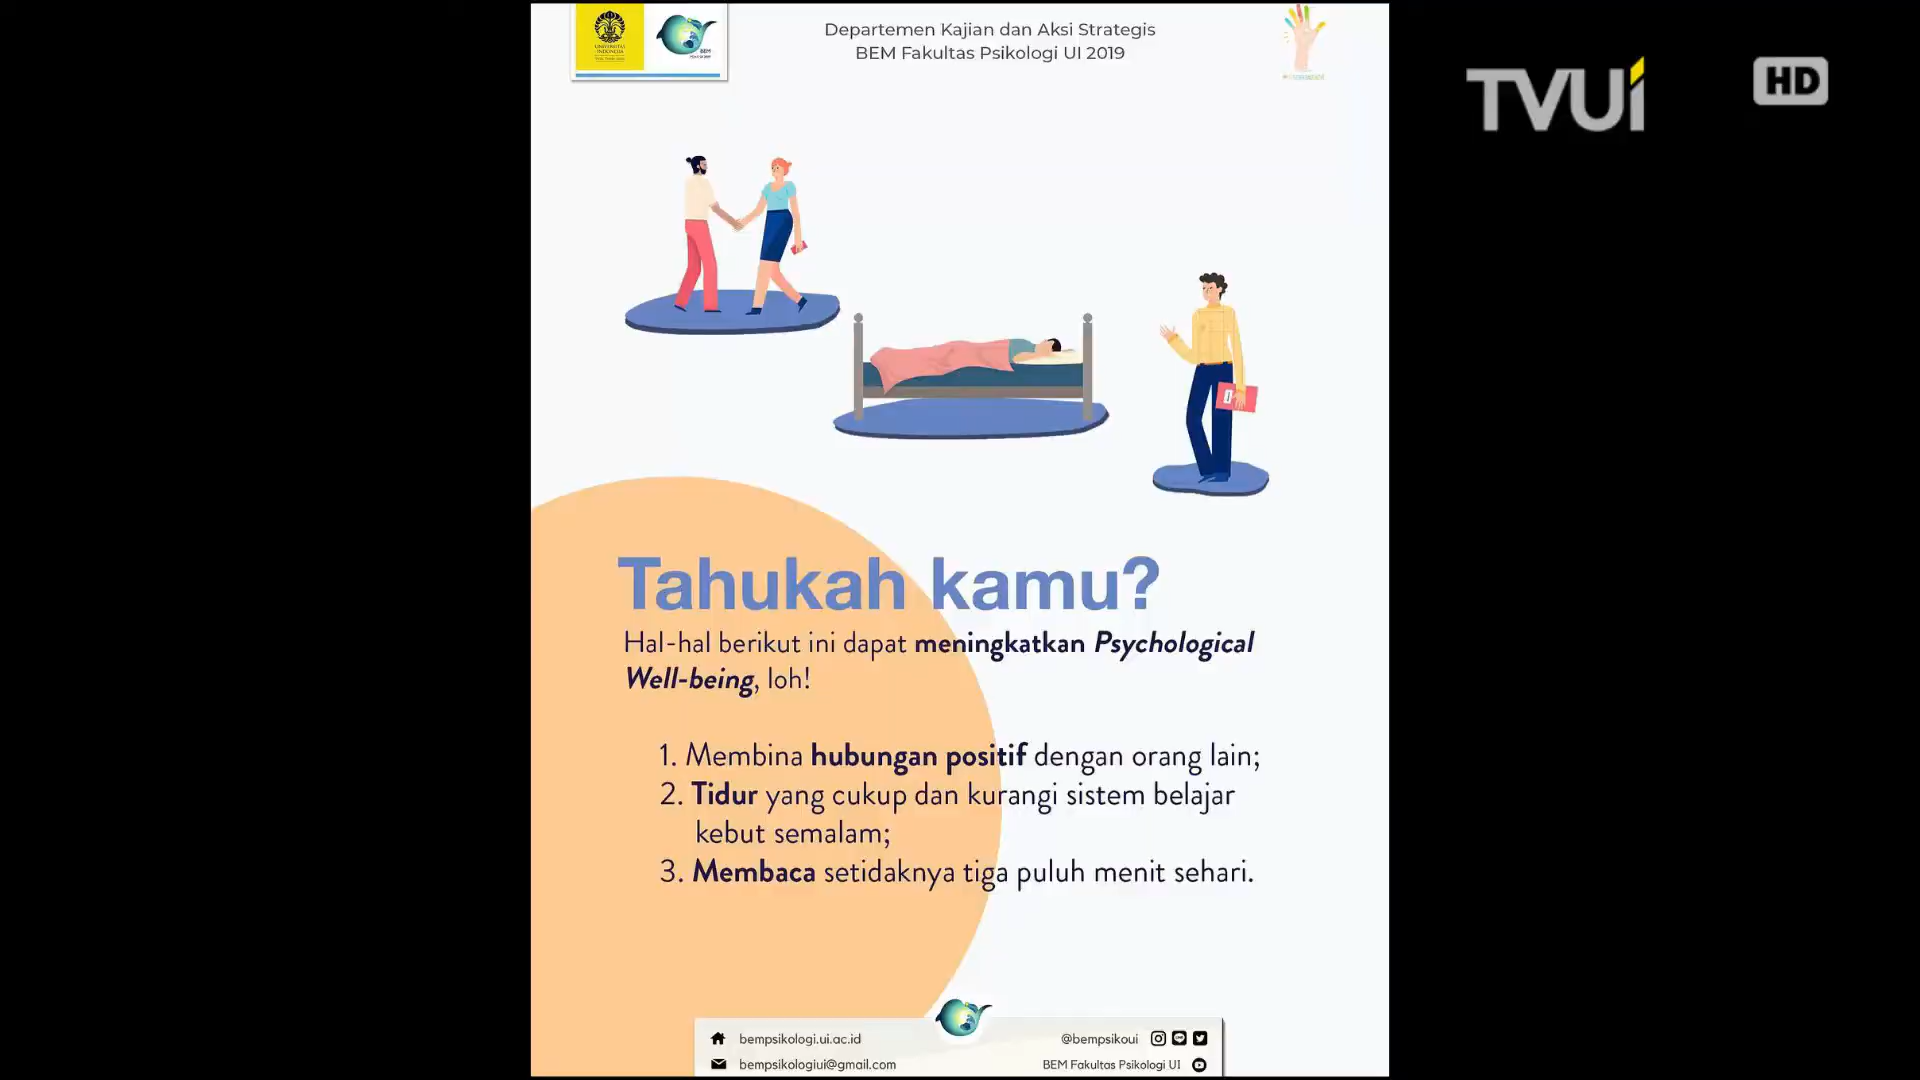 UNIVERSITAS
INDONESIA
BEM
Departemen Kajian dan Aksi Strategis
BEM Fakultas Psikologi UI 2019
TVUi
HD
Tahukah kamu?
Hal-hal berikut ini dapat meningkatkan Psychological
Well-being, loh!
1. Membina hubungan positif dengan orang lain;
2. Tidur yang cukup dan kurangi sistem belajar
kebut semalam;
3. Membaca setidaknya tiga puluh menit sehari.
bempsikologi.ui.ac.id
@bempsikoui
bempsikologiui@gmail.com
BEM Fakultas Psikologi UI